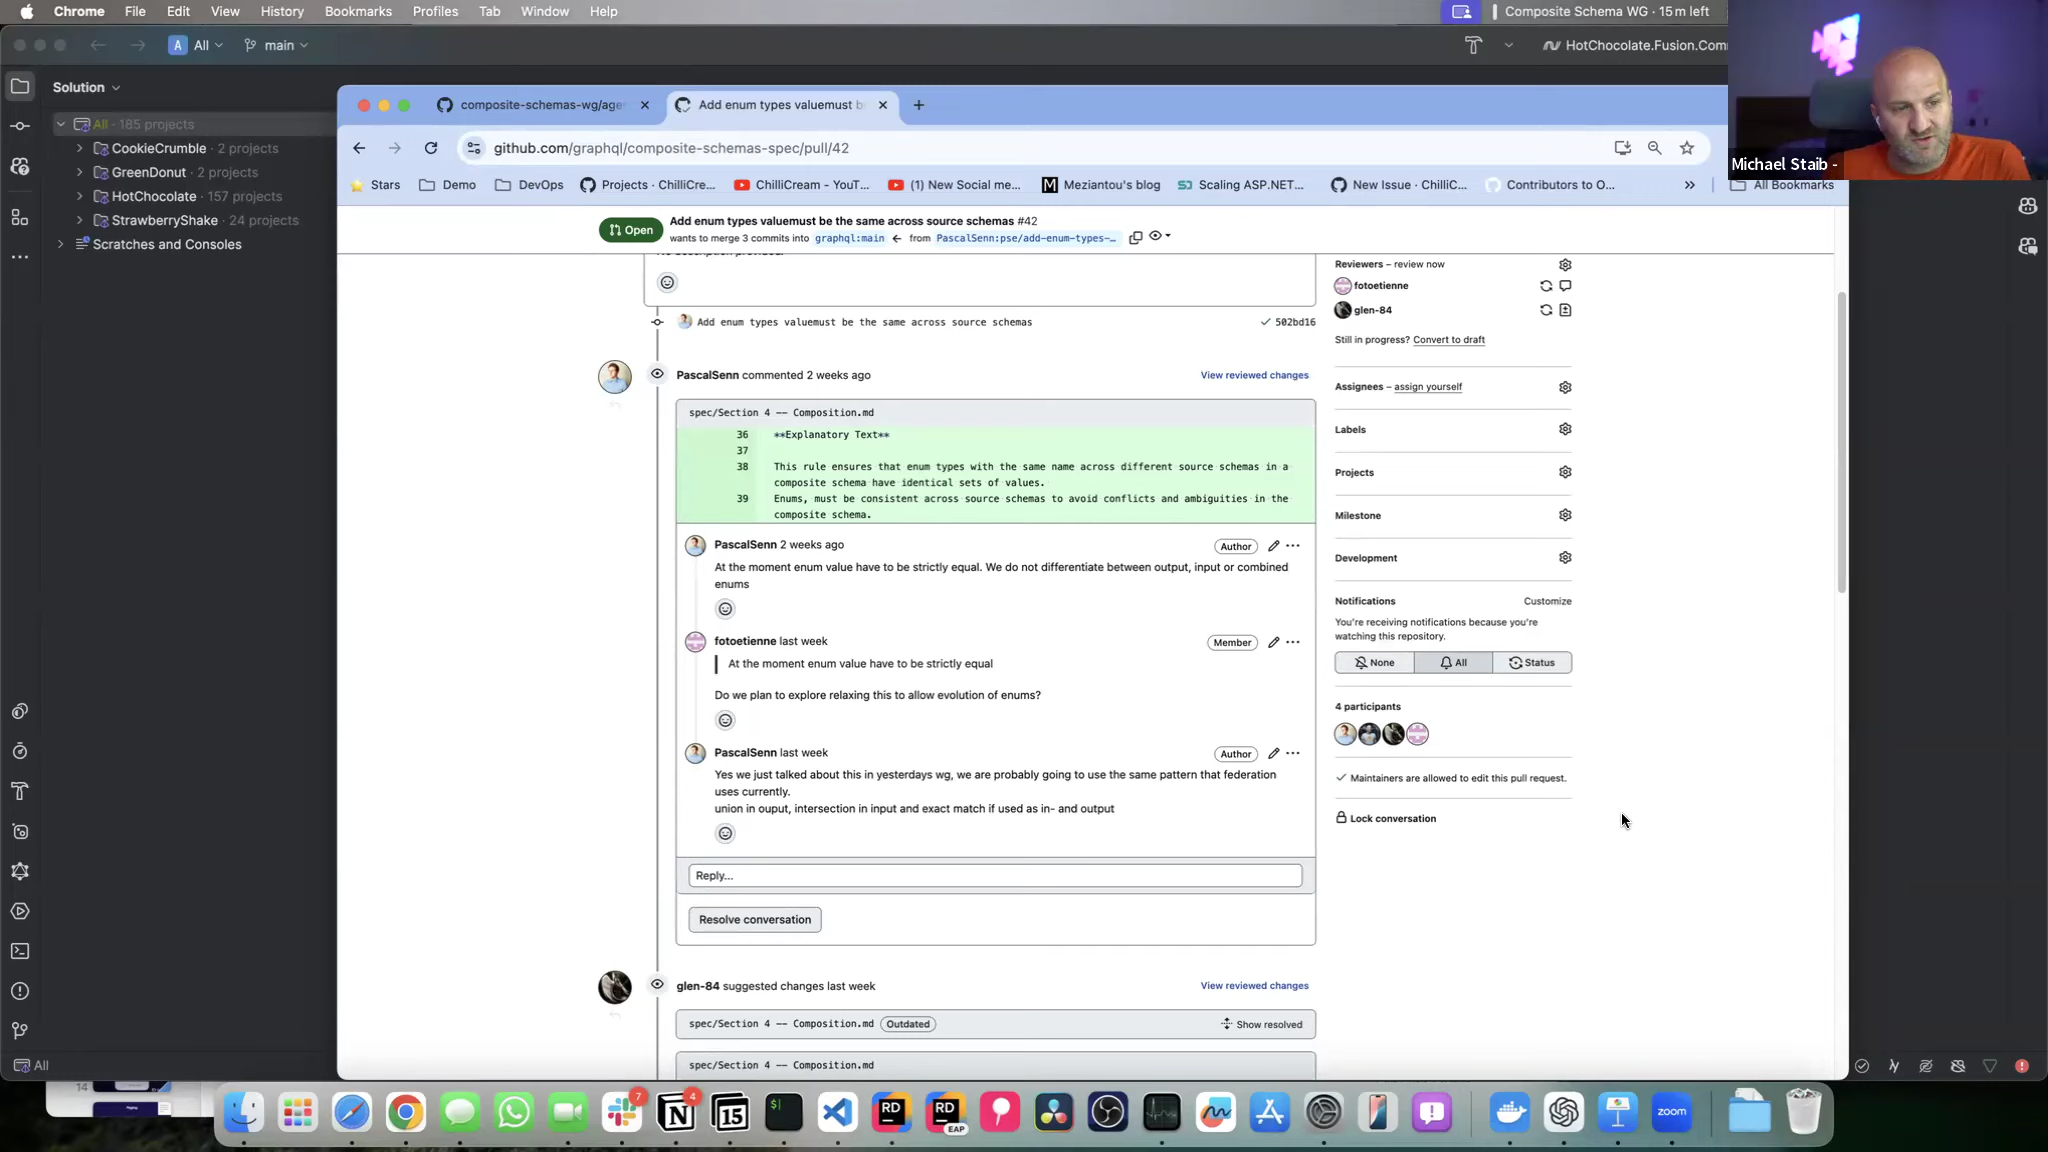 Chrome File Edit View History Bookmarks Profiles Tab Window Help
Composite Schema WG · 15 m left
A All main
HotChocolate.Fusion.Com
Solution
All · 185 projects
CookieCrumble · 2 projects
GreenDonut · 2 projects
HotChocolate · 157 projects
StrawberryShake · 24 projects
Scratches and Consoles
All
composite-schemas-wg/age
Add enum types valuemust b
github.com/graphql/composite-schemas-spec/pull/42
Stars
Demo
DevOps
Projects · ChilliCre...
ChilliCream - YouT...
(1) New Social me...
Meziantou's blog
Scaling ASP.NET...
New Issue · ChilliC...
Contributors to O...
All Bookmarks
Michael Staib -
Open
Add enum types valuemust be the same across source schemas #42
wants to merge 3 commits into graphql:main ← from PascalSenn:pse/add-enum-types-…
No description provided.
Add enum types valuemust be the same across source schemas
502bd16
PascalSenn commented 2 weeks ago
View reviewed changes
spec/Section 4 -- Composition.md
36 **Explanatory Text**
37
38 This rule ensures that enum types with the same name across different source schemas in a
composite schema have identical sets of values.
39 Enums, must be consistent across source schemas to avoid conflicts and ambiguities in the
composite schema.
PascalSenn 2 weeks ago
Author
At the moment enum value have to be strictly equal. We do not differentiate between output, input or combined
enums
fotoetienne last week
Member
At the moment enum value have to be strictly equal
Do we plan to explore relaxing this to allow evolution of enums?
PascalSenn last week
Author
Yes we just talked about this in yesterdays wg, we are probably going to use the same pattern that federation
uses currently.
union in ouput, intersection in input and exact match if used as in- and output
Reply...
Resolve conversation
glen-84 suggested changes last week
View reviewed changes
spec/Section 4 -- Composition.md Outdated
Show resolved
spec/Section 4 -- Composition.md
Reviewers – review now
fotoetienne
glen-84
Still in progress? Convert to draft
Assignees – assign yourself
Labels
Projects
Milestone
Development
Notifications
Customize
You're receiving notifications because you're
watching this repository.
None
All
Status
4 participants
Maintainers are allowed to edit this pull request.
Lock conversation
14
7
4
15
$
RD
RD
EAP
zoom